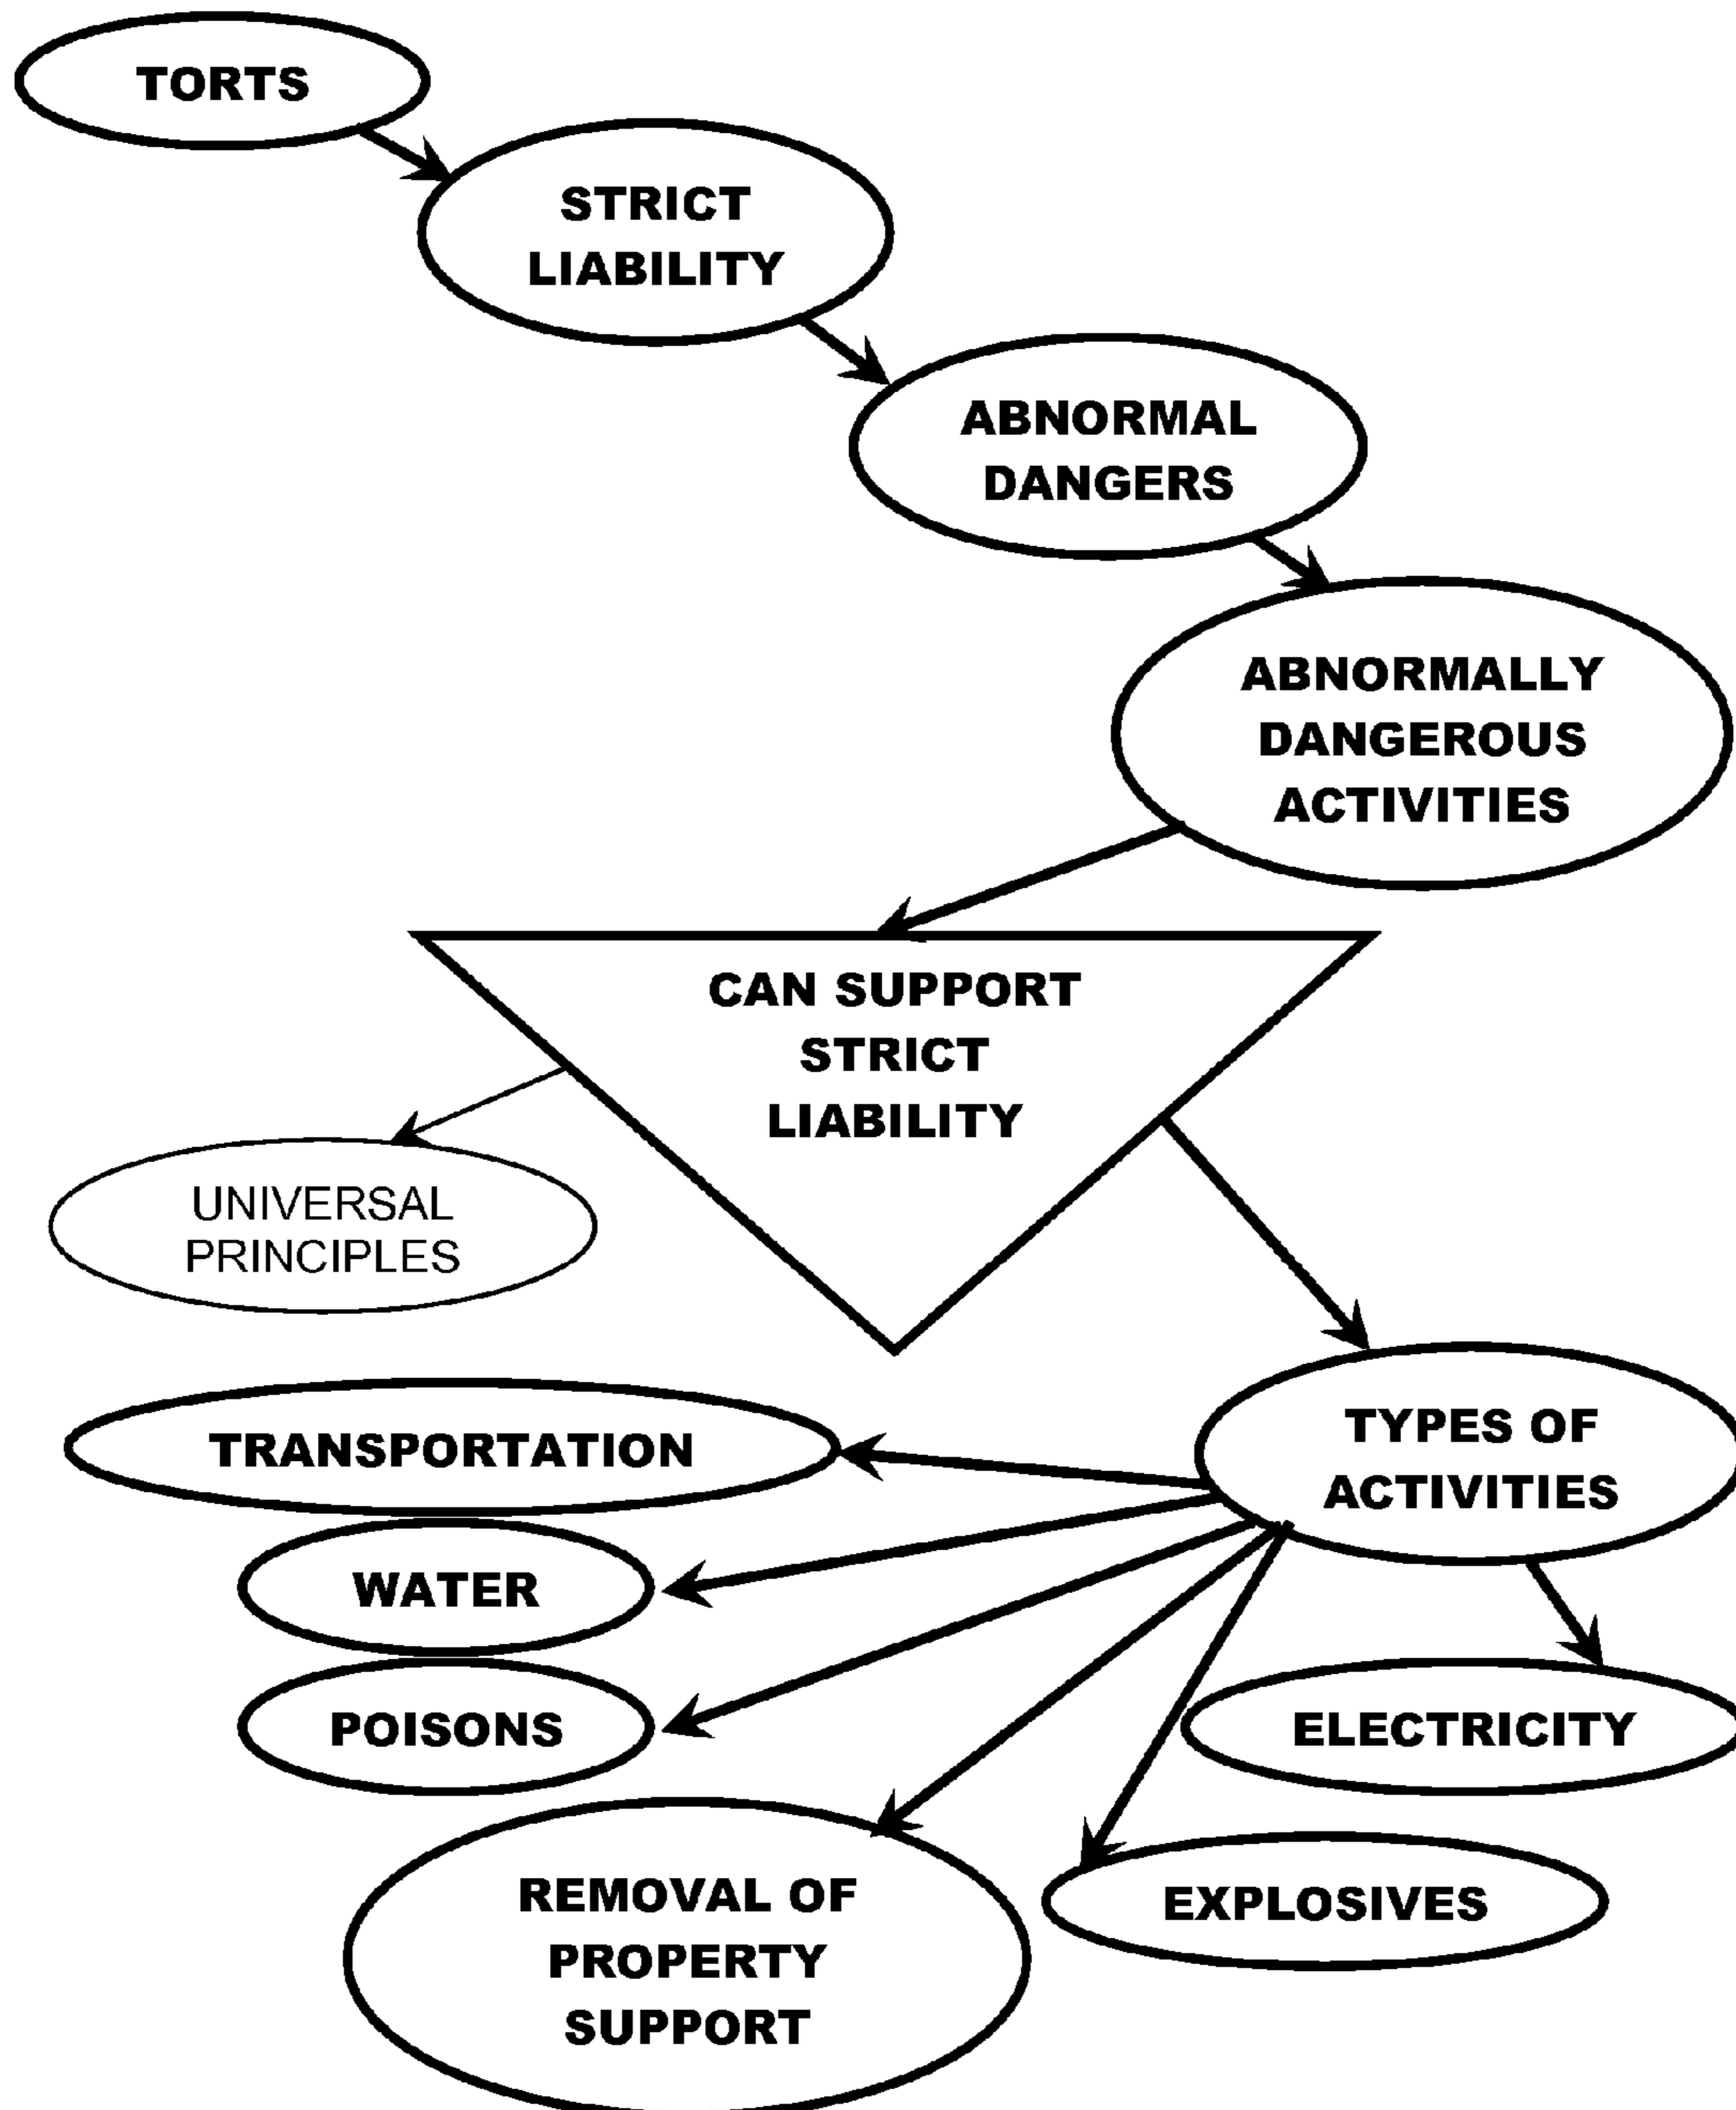 TORTS
STRICT
LIABILITY
ABNORMAL
DANGERS
ABNORMALLY
DANGEROUS
ACTIVITIES
CAN SUPPORT
STRICT
LIABILITY
UNIVERSAL
PRINCIPLES
TYPES OF
ACTIVITIES
TRANSPORTATION
WATER
POISONS
ELECTRICITY
REMOVAL OF
PROPERTY
SUPPORT
EXPLOSIVES